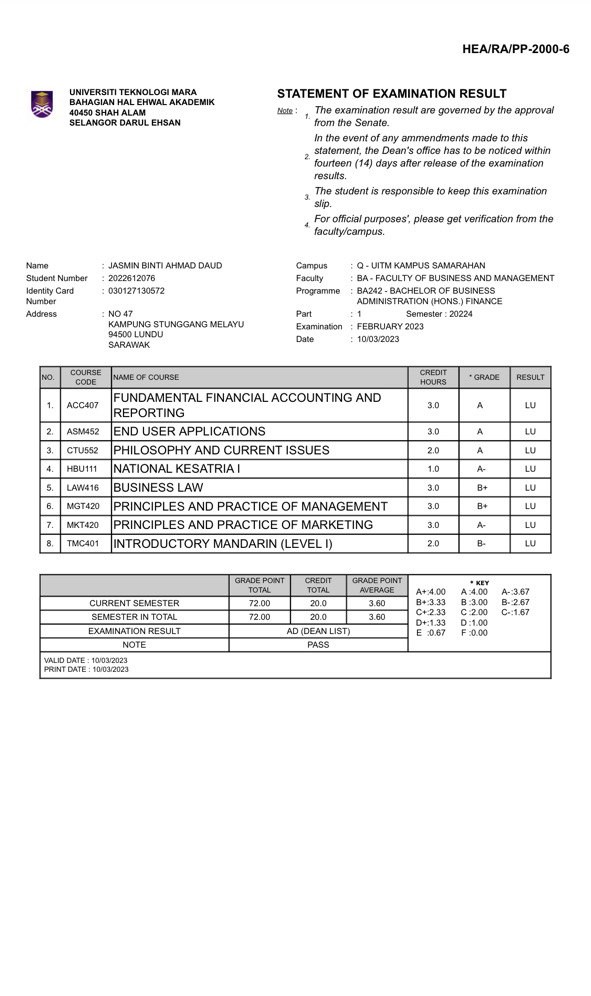 HEA/RA/PP-2000-6
UNIVERSITI TEKNOLOGI MARA
BAHAGIAN HAL EHWAL AKADEMIK
40450 SHAH ALAM
SELANGOR DARUL EHSAN
STATEMENT OF EXAMINATION RESULT
Note : 1. The examination result are governed by the approval
from the Senate.
2. In the event of any ammendments made to this
statement, the Dean's office has to be noticed within
fourteen (14) days after release of the examination
results.
3. The student is responsible to keep this examination
slip.
4. For official purposes', please get verification from the
faculty/campus.
Name : JASMIN BINTI AHMAD DAUD
Student Number : 2022612076
Identity Card
Number : 030127130572
Address : NO 47
KAMPUNG STUNGGANG MELAYU
94500 LUNDU
SARAWAK
Campus : Q - UITM KAMPUS SAMARAHAN
Faculty : BA - FACULTY OF BUSINESS AND MANAGEMENT
Programme : BA242 - BACHELOR OF BUSINESS
ADMINISTRATION (HONS.) FINANCE
Part : 1 Semester : 20224
Examination : FEBRUARY 2023
Date : 10/03/2023
NO. COURSE CODE NAME OF COURSE CREDIT HOURS * GRADE RESULT
1. ACC407 FUNDAMENTAL FINANCIAL ACCOUNTING AND
REPORTING 3.0 A LU
2. ASM452 END USER APPLICATIONS 3.0 A LU
3. CTU552 PHILOSOPHY AND CURRENT ISSUES 2.0 A LU
4. HBU111 NATIONAL KESATRIA I 1.0 A- LU
5. LAW416 BUSINESS LAW 3.0 B+ LU
6. MGT420 PRINCIPLES AND PRACTICE OF MANAGEMENT 3.0 B+ LU
7. MKT420 PRINCIPLES AND PRACTICE OF MARKETING 3.0 A- LU
8. TMC401 INTRODUCTORY MANDARIN (LEVEL I) 2.0 B- LU
GRADE POINT TOTAL CREDIT TOTAL GRADE POINT AVERAGE
CURRENT SEMESTER 72.00 20.0 3.60
SEMESTER IN TOTAL 72.00 20.0 3.60
EXAMINATION RESULT AD (DEAN LIST)
NOTE PASS
* KEY
A+:4.00 A :4.00 A-:3.67
B+:3.33 B :3.00 B-:2.67
C+:2.33 C :2.00 C-:1.67
D+:1.33 D :1.00
E :0.67 F :0.00
VALID DATE : 10/03/2023
PRINT DATE : 10/03/2023